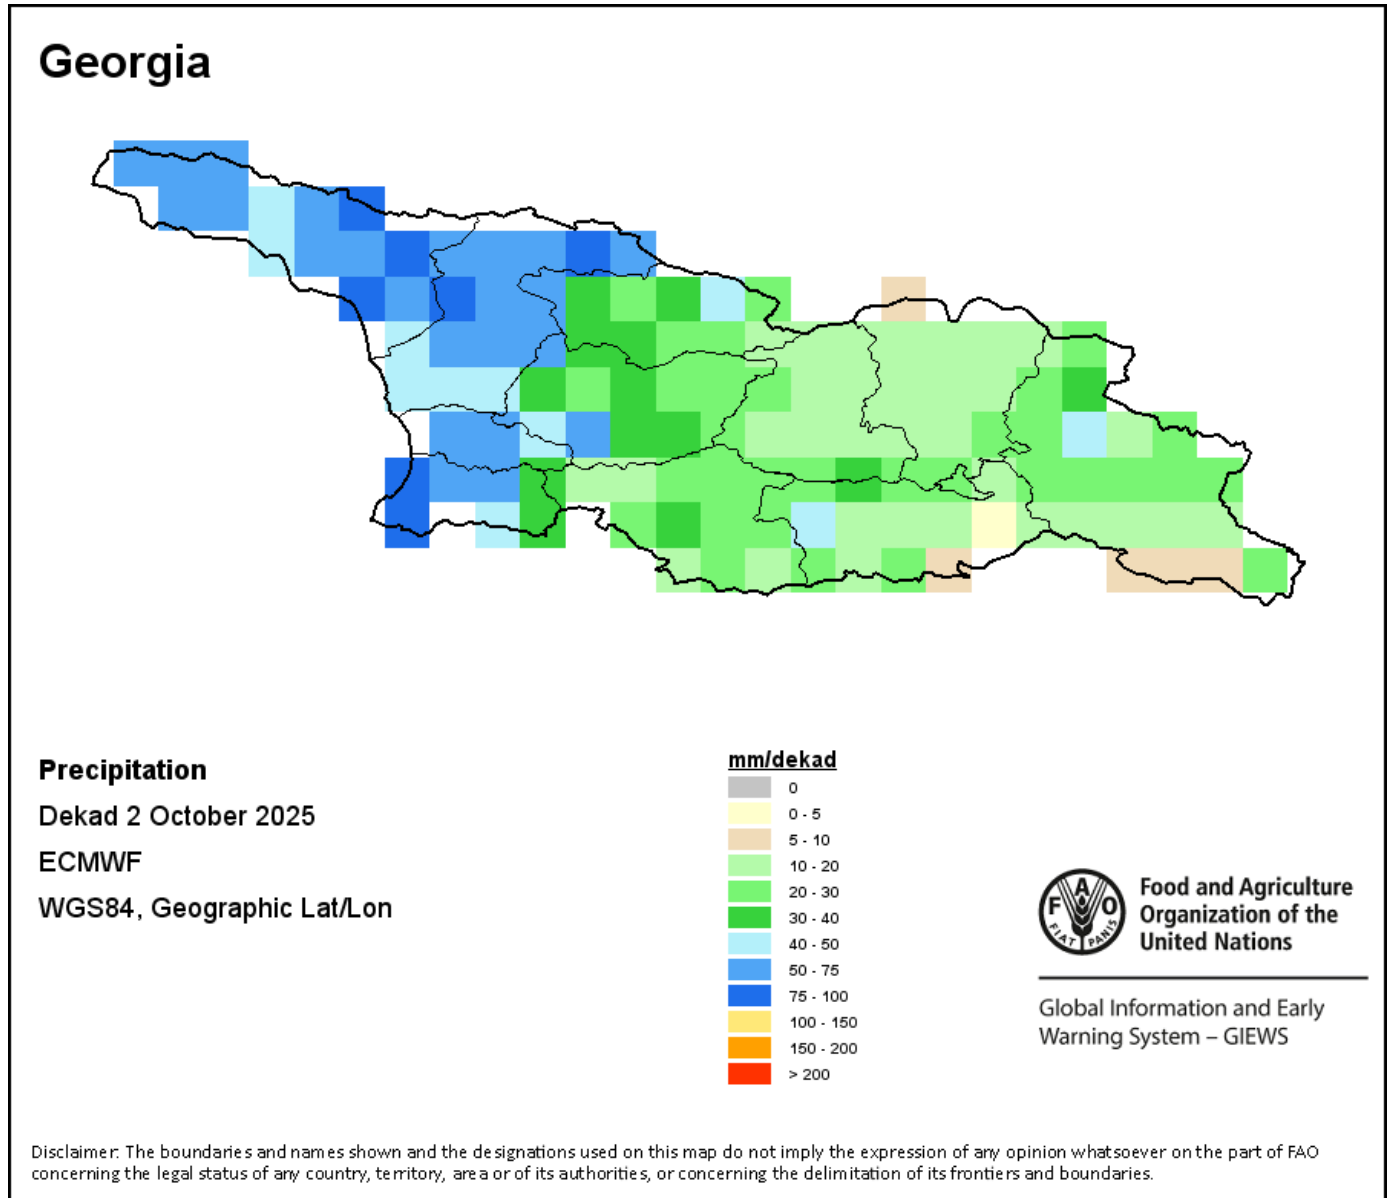 Georgia
Precipitation
Dekad 2 October 2025
ECMWF
WGS84, Geographic Lat/Lon
mm/dekad
0
0 - 5
5 - 10
10 - 20
20 - 30
30 - 40
40 - 50
50 - 75
75 - 100
100 - 150
150 - 200
> 200
F A O
FIAT PANIS
Food and Agriculture
Organization of the
United Nations
Global Information and Early
Warning System – GIEWS
Disclaimer: The boundaries and names shown and the designations used on this map do not imply the expression of any opinion whatsoever on the part of FAO
concerning the legal status of any country, territory, area or of its authorities, or concerning the delimitation of its frontiers and boundaries.